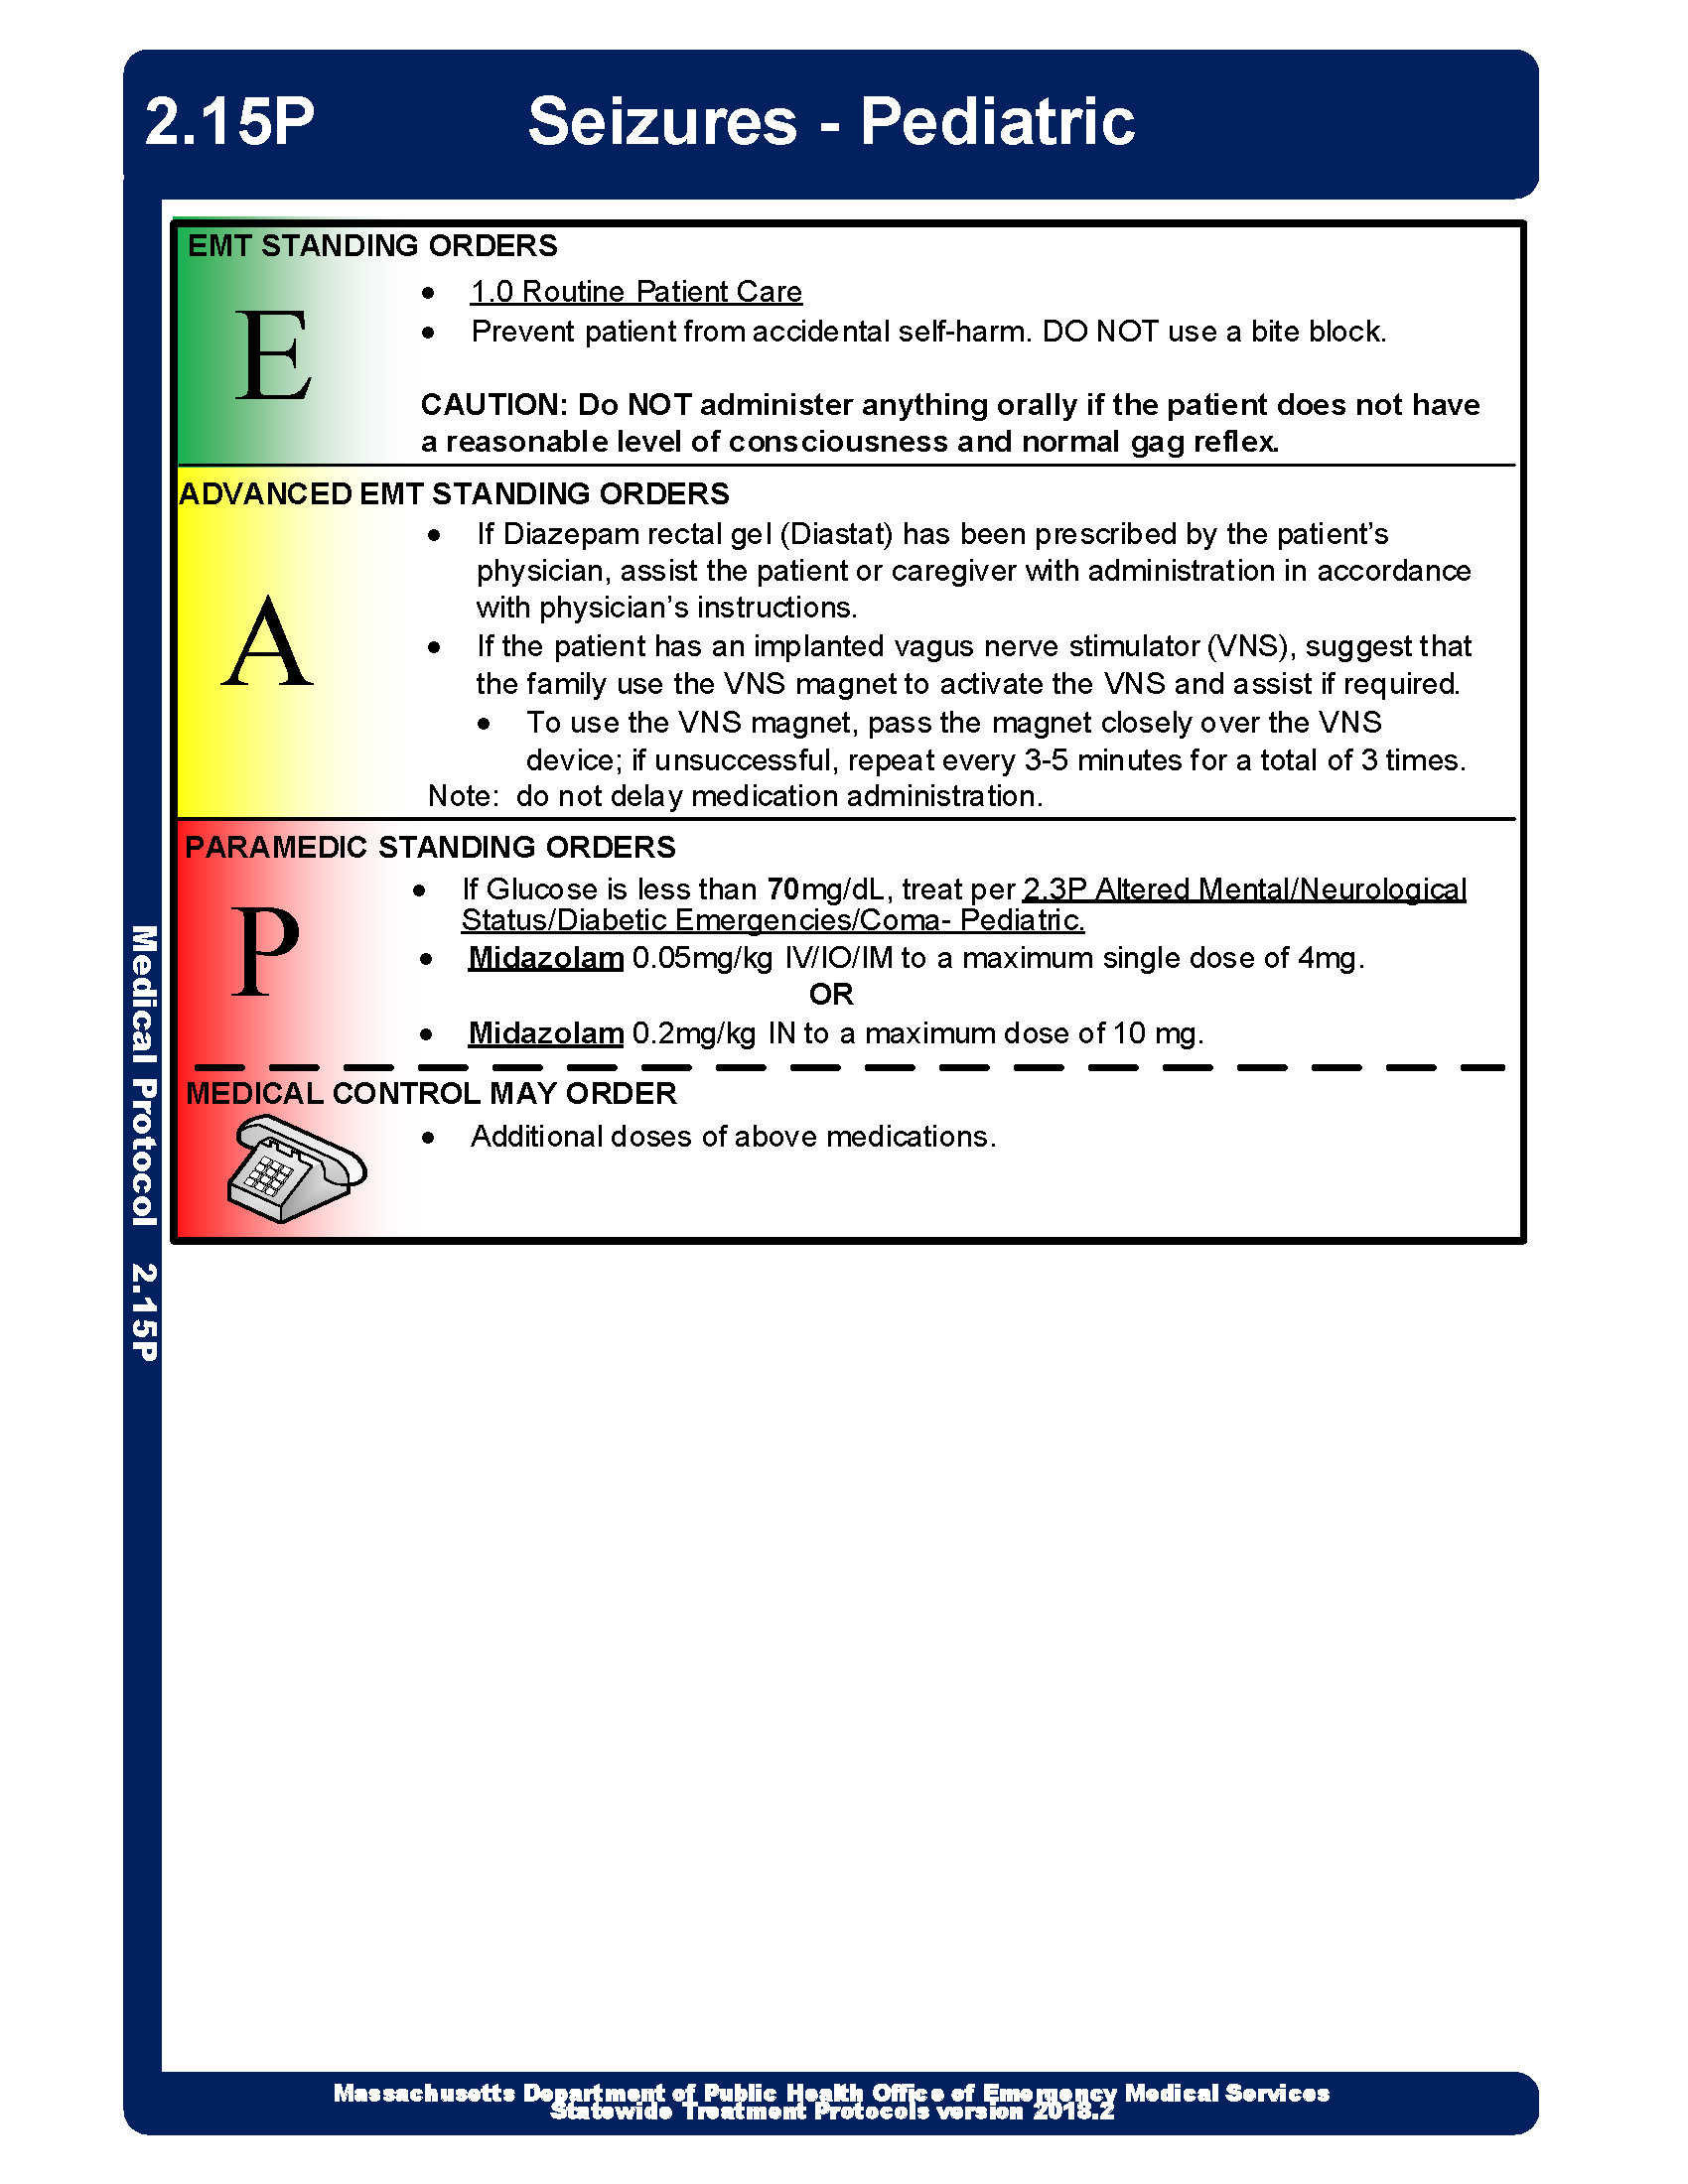 2.15P Seizures - Pediatric
EMT STANDING ORDERS
E
• 1.0 Routine Patient Care
• Prevent patient from accidental self-harm. DO NOT use a bite block.
CAUTION: Do NOT administer anything orally if the patient does not have
a reasonable level of consciousness and normal gag reflex.
ADVANCED EMT STANDING ORDERS
A
• If Diazepam rectal gel (Diastat) has been prescribed by the patient’s
physician, assist the patient or caregiver with administration in accordance
with physician’s instructions.
• If the patient has an implanted vagus nerve stimulator (VNS), suggest that
the family use the VNS magnet to activate the VNS and assist if required.
• To use the VNS magnet, pass the magnet closely over the VNS
device; if unsuccessful, repeat every 3-5 minutes for a total of 3 times.
Note: do not delay medication administration.
PARAMEDIC STANDING ORDERS
P
• If Glucose is less than 70mg/dL, treat per 2.3P Altered Mental/Neurological
Status/Diabetic Emergencies/Coma- Pediatric.
• Midazolam 0.05mg/kg IV/IO/IM to a maximum single dose of 4mg.
OR
• Midazolam 0.2mg/kg IN to a maximum dose of 10 mg.
MEDICAL CONTROL MAY ORDER
• Additional doses of above medications.
Medical Protocol 2.15P
Massachusetts Department of Public Health Office of Emergency Medical Services
Statewide Treatment Protocols version 2018.2